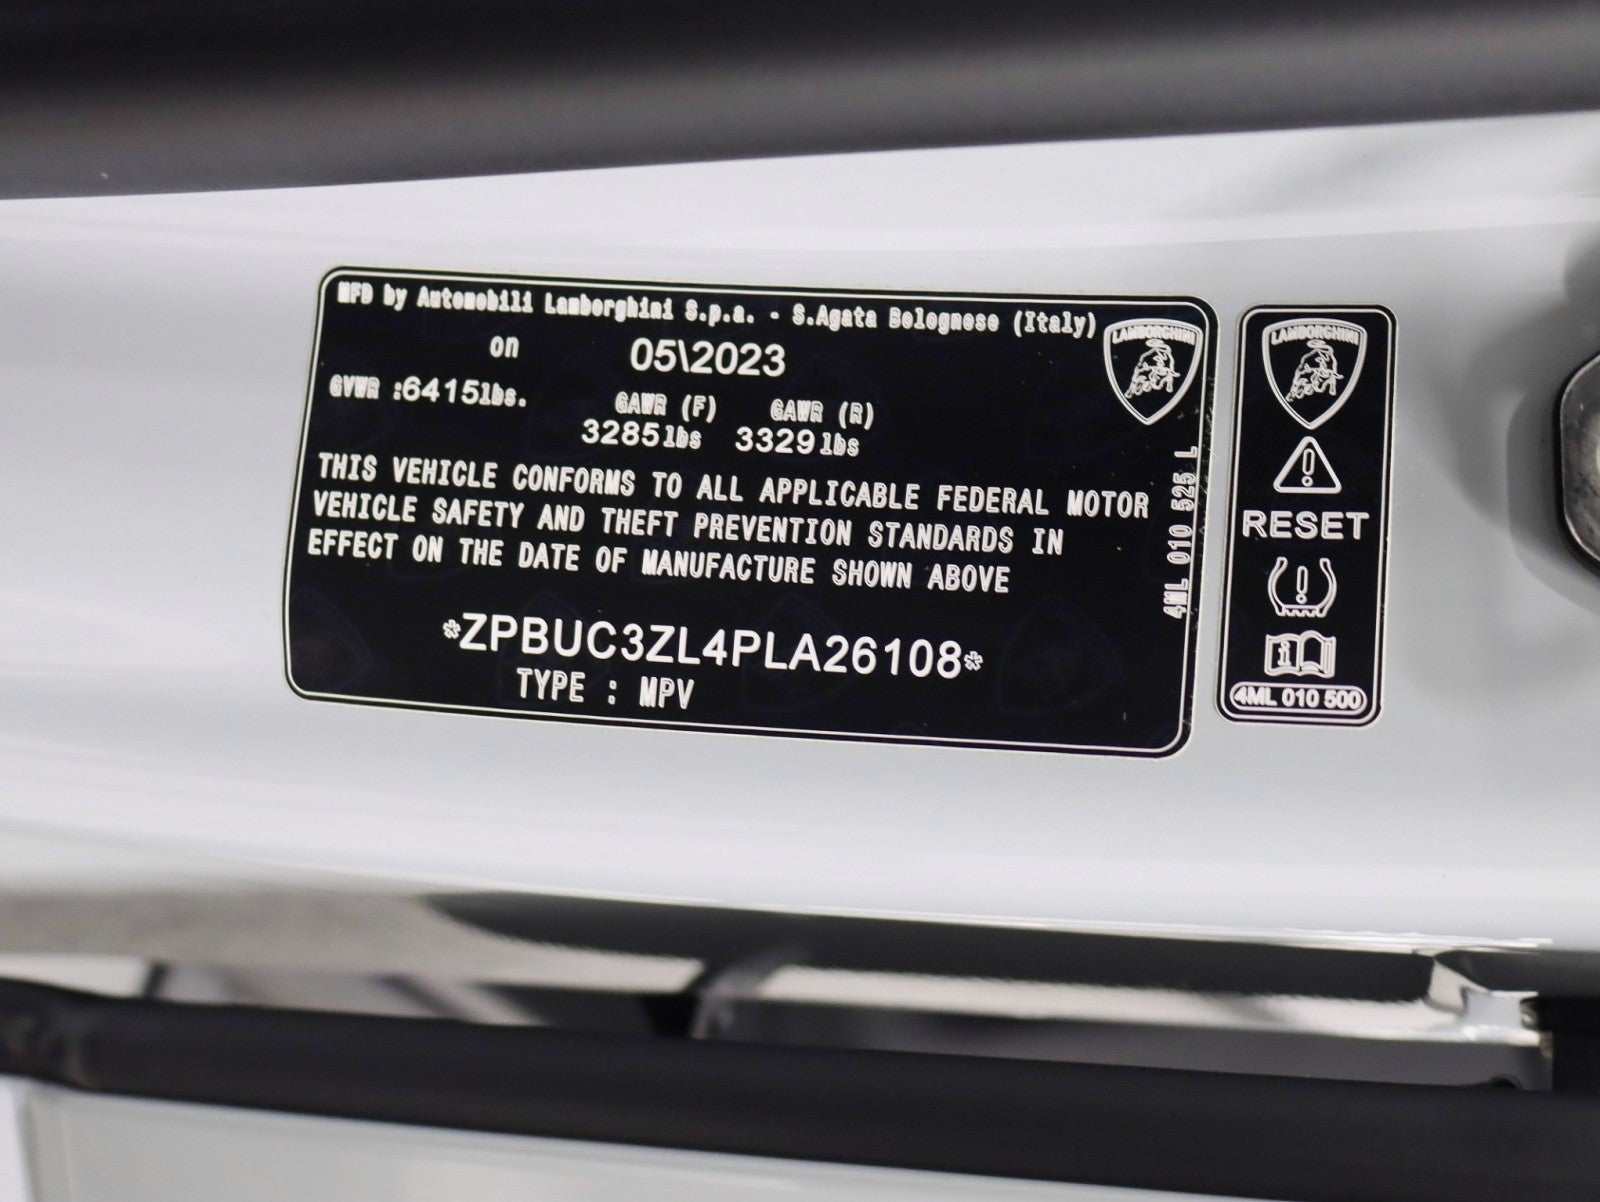 MFD by Automobili Lamborghini S.p.a. - S.Agata Bolognese (Italy)
on 05\2023
GVWR :6415lbs. GAWR (F) GAWR (R)
3285lbs 3329lbs
THIS VEHICLE CONFORMS TO ALL APPLICABLE FEDERAL MOTOR
VEHICLE SAFETY AND THEFT PREVENTION STANDARDS IN
EFFECT ON THE DATE OF MANUFACTURE SHOWN ABOVE
*ZPBUC3ZL4PLA26108*
TYPE : MPV
LAMBORGHINI
4ML 010 525 L
LAMBORGHINI
RESET
4ML 010 500